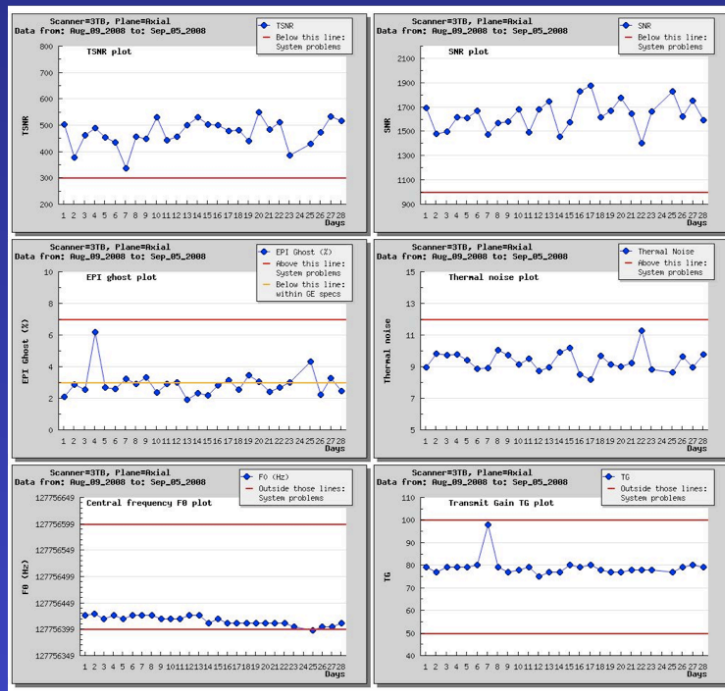 Scanner=3TB, Plane=Axial
Data from: Aug_09_2008 to: Sep_05_2008
TSNR
Below this line:
System problems
TSNR plot
800
700
600
500
400
300
200
TSNR
1 2 3 4 5 6 7 8 9 10 11 12 13 14 15 16 17 18 19 20 21 22 23 24 25 26 27 28
Days
Scanner=3TB, Plane=Axial
Data from: Aug_09_2008 to: Sep_05_2008
SNR
Below this line:
System problems
SNR plot
2100
1900
1700
1500
1300
1100
900
SNR
1 2 3 4 5 6 7 8 9 10 11 12 13 14 15 16 17 18 19 20 21 22 23 24 25 26 27 28
Days
Scanner=3TB, Plane=Axial
Data from: Aug_09_2008 to: Sep_05_2008
EPI Ghost (%)
Above this line:
System problems
Below this line:
within GE specs
EPI ghost plot
10
8
6
4
2
0
EPI Ghost (%)
1 2 3 4 5 6 7 8 9 10 11 12 13 14 15 16 17 18 19 20 21 22 23 24 25 26 27 28
Days
Scanner=3TB, Plane=Axial
Data from: Aug_09_2008 to: Sep_05_2008
Thermal Noise
Above this line:
System problems
Thermal noise plot
15
13
11
9
7
5
Thermal noise
1 2 3 4 5 6 7 8 9 10 11 12 13 14 15 16 17 18 19 20 21 22 23 24 25 26 27 28
Days
Scanner=3TB, Plane=Axial
Data from: Aug_09_2008 to: Sep_05_2008
F0 (Hz)
Outside those lines:
System problems
Central frequency F0 plot
127756649
127756599
127756549
127756499
127756449
127756399
127756349
F0 (Hz)
1 2 3 4 5 6 7 8 9 10 11 12 13 14 15 16 17 18 19 20 21 22 23 24 25 26 27 28
Days
Scanner=3TB, Plane=Axial
Data from: Aug_09_2008 to: Sep_05_2008
TG
Outside those lines:
System problems
Transmit Gain TG plot
110
100
90
80
70
60
50
40
TG
1 2 3 4 5 6 7 8 9 10 11 12 13 14 15 16 17 18 19 20 21 22 23 24 25 26 27 28
Days